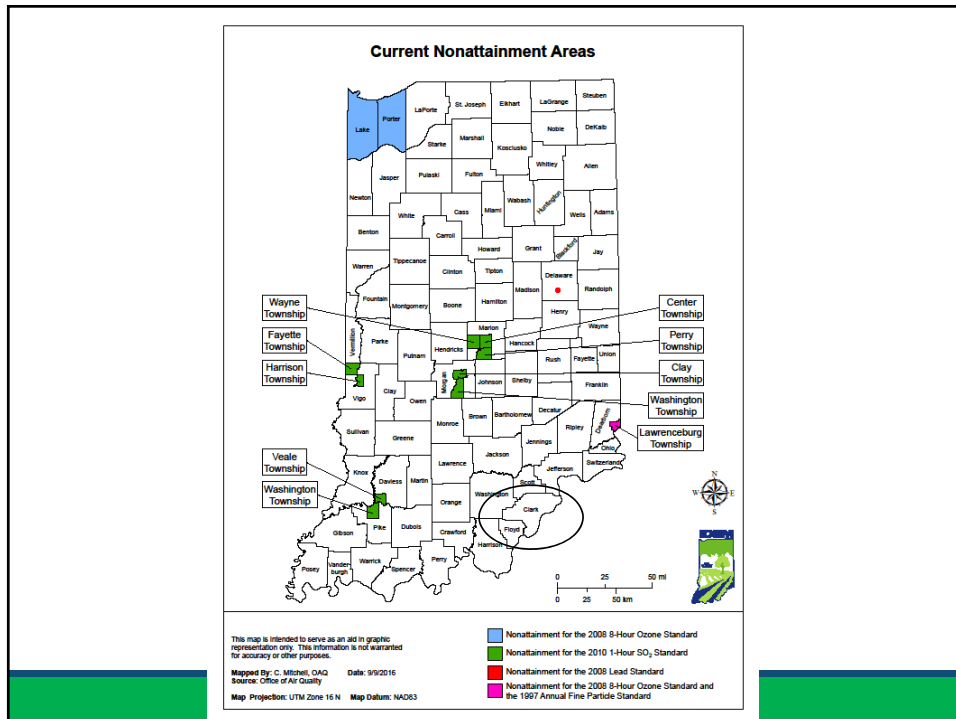 Current Nonattainment Areas
Steuben
LaGrange
Elkhart
St. Joseph
LaPorte
Porter
Lake
Noble
DeKalb
Marshall
Starke
Kosciusko
Whitley
Allen
Fulton
Pulaski
Jasper
Newton
Wabash
Huntington
Miami
Cass
White
Wells
Adams
Benton
Carroll
Howard
Grant
Blackford
Jay
Warren
Tippecanoe
Clinton
Tipton
Delaware
Madison
Randolph
Fountain
Montgomery
Boone
Hamilton
Henry
Wayne
Township
Center
Township
Marion
Wayne
Vermillion
Parke
Hendricks
Hancock
Fayette
Township
Perry
Township
Putnam
Rush
Fayette
Union
Harrison
Township
Clay
Township
Morgan
Johnson
Shelby
Franklin
Vigo
Clay
Owen
Washington
Township
Brown
Bartholomew
Decatur
Dearborn
Monroe
Ripley
Sullivan
Greene
Lawrenceburg
Township
Ohio
Jennings
Jackson
Switzerland
Veale
Township
Lawrence
Jefferson
Knox
Daviess
Martin
Scott
Washington
Washington
Township
Orange
Clark
Pike
Dubois
Floyd
Gibson
Crawford
Harrison
Perry
Warrick
Spencer
Posey
Vander-
burgh
N
W
E
S
IDEM
0 25 50 mi
0 25 50 km
This map is intended to serve as an aid in graphic
representation only. This information is not warranted
for accuracy or other purposes.
Mapped By: C. Mitchell, OAQ Date: 9/9/2016
Source: Office of Air Quality
Map Projection: UTM Zone 16 N Map Datum: NAD83
Nonattainment for the 2008 8-Hour Ozone Standard
Nonattainment for the 2010 1-Hour SO₂ Standard
Nonattainment for the 2008 Lead Standard
Nonattainment for the 2008 8-Hour Ozone Standard and
the 1997 Annual Fine Particle Standard